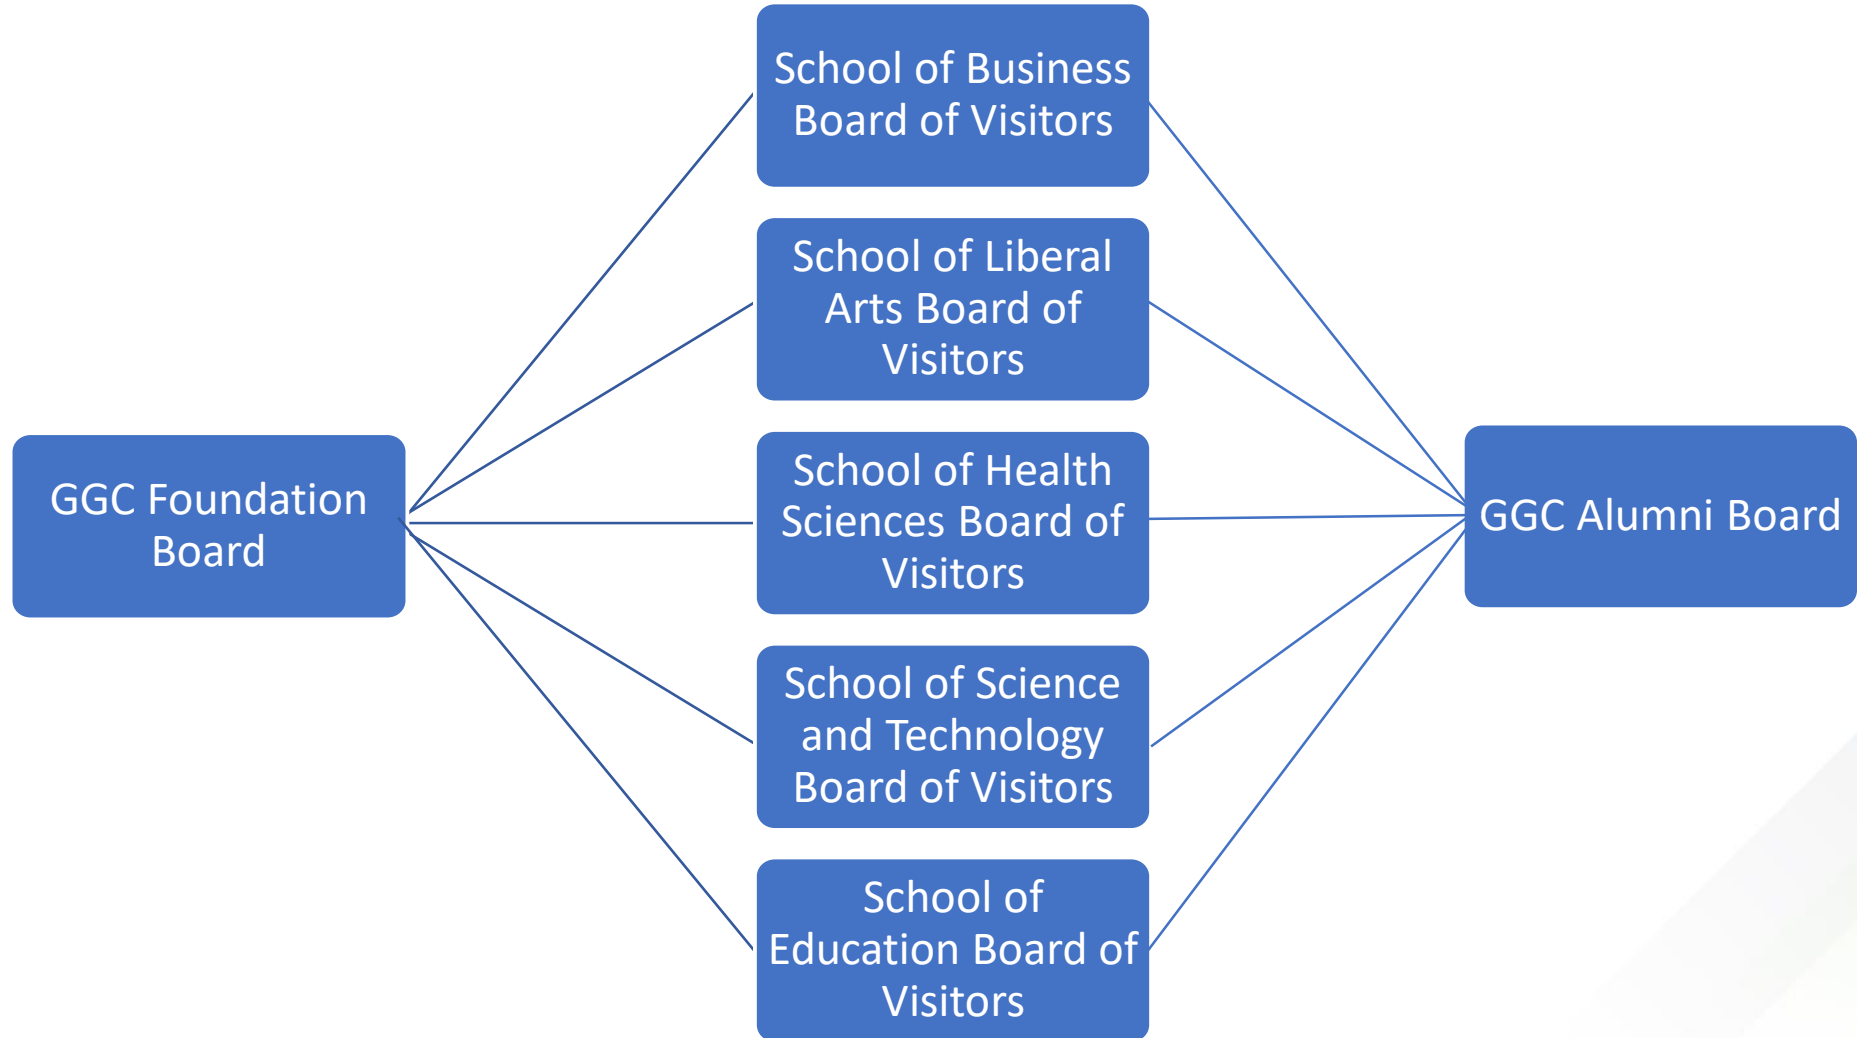 School of Business
Board of Visitors
School of Liberal
Arts Board of
Visitors
GGC Foundation
Board
School of Health
Sciences Board of
Visitors
GGC Alumni Board
School of Science
and Technology
Board of Visitors
School of
Education Board of
Visitors